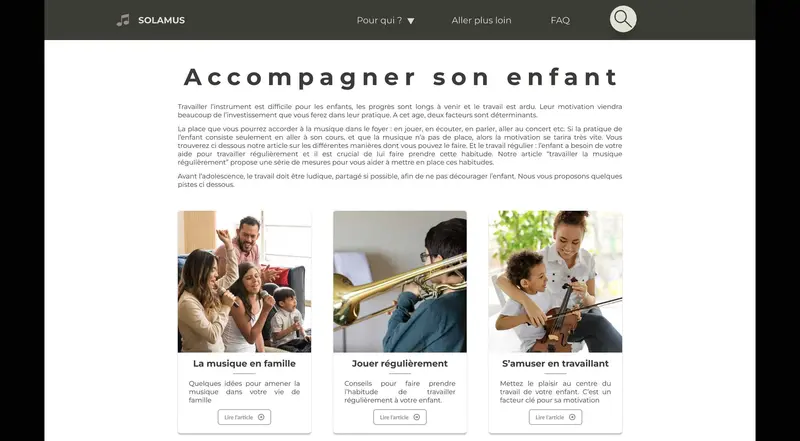 SOLAMUS
Pour qui ? ▼
Aller plus loin
FAQ
Accompagner son enfant
Travailler l'instrument est difficile pour les enfants, les progrès sont longs à venir et le travail est ardu. Leur motivation viendra
beaucoup de l'investissement que vous ferez dans leur pratique. A cet age, deux facteurs sont déterminants.
La place que vous pourrez accorder à la musique dans le foyer : en jouer, en écouter, en parler, aller au concert etc. Si la pratique de
l'enfant consiste seulement en aller à son cours, et que la musique n'a pas de place, alors la motivation se tarira très vite. Vous
trouverez ci dessous notre article sur les différentes manières dont vous pouvez le faire. Et le travail régulier : l'enfant a besoin de votre
aide pour travailler régulièrement et il est crucial de lui faire prendre cette habitude. Notre article "travailler la musique
régulièrement" propose une série de mesures pour vous aider à mettre en place ces habitudes.
Avant l'adolescence, le travail doit être ludique, partagé si possible, afin de ne pas décourager l'enfant. Nous vous proposons quelques
pistes ci dessous.
La musique en famille
Quelques idées pour amener la
musique dans votre vie de
famille
Lire l'article
Jouer régulièrement
Conseils pour faire prendre
l'habitude de travailler
régulièrement à votre enfant.
Lire l'article
S'amuser en travaillant
Mettez le plaisir au centre du
travail de votre enfant. C'est un
facteur clé pour sa motivation
Lire l'article